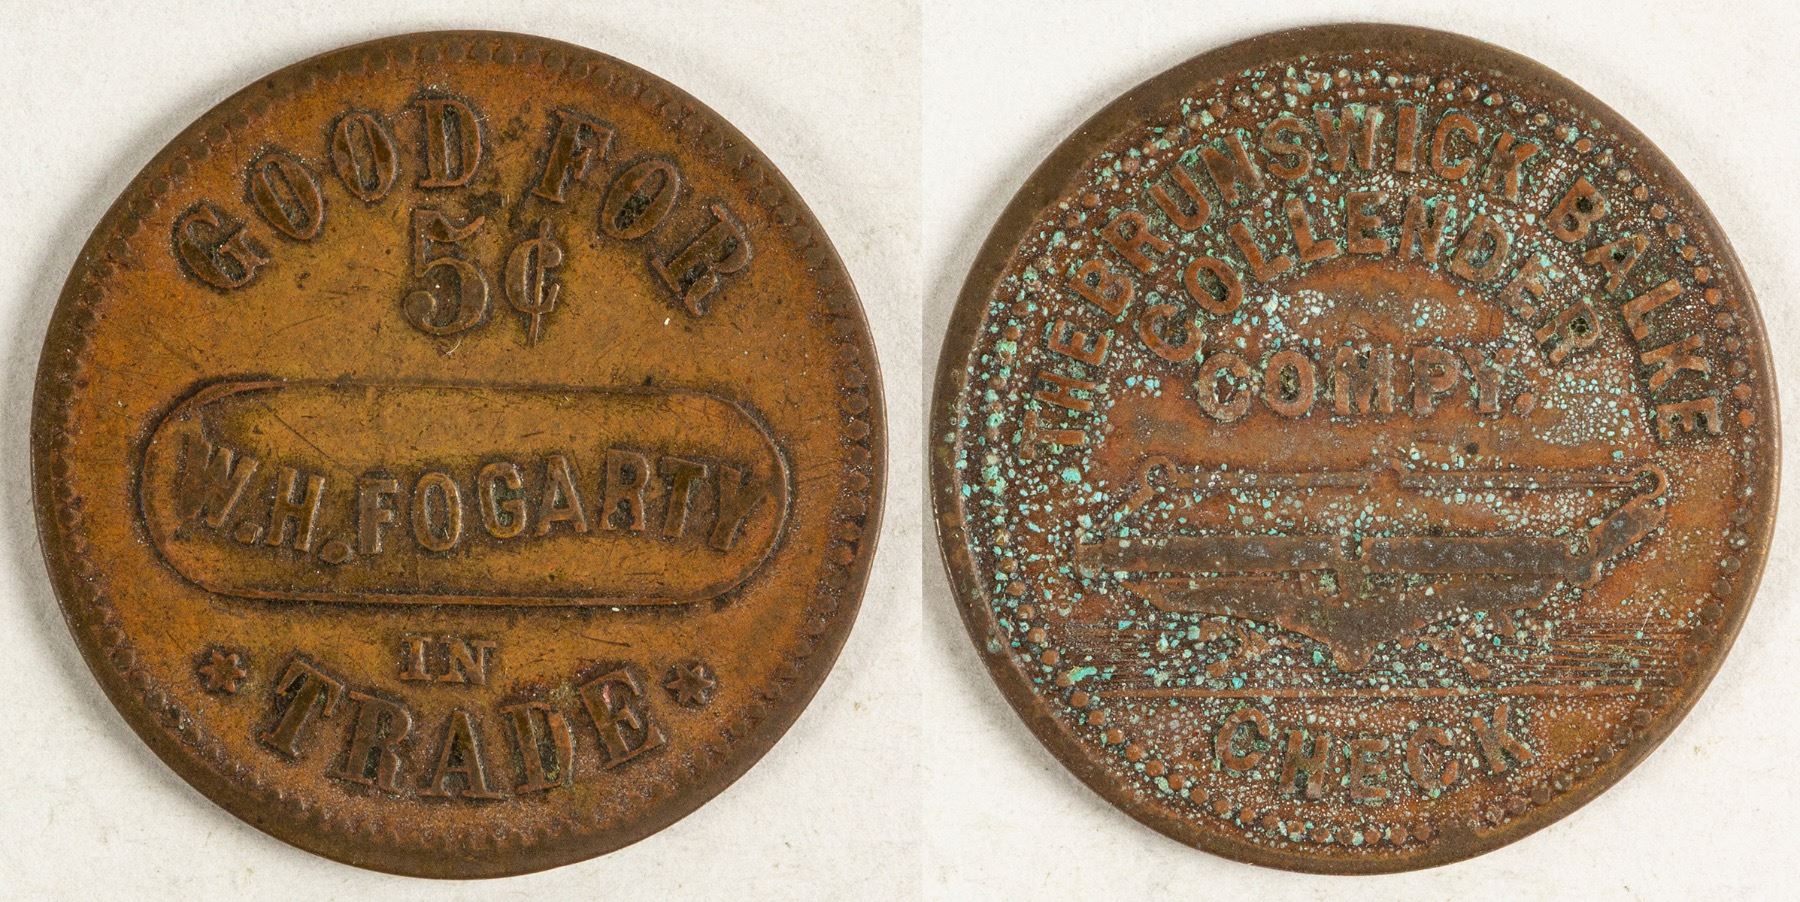 GOOD FOR
5¢
W.H. FOGARTY
IN
* TRADE *
THE BRUNSWICK BALKE
COLLENDER
COMPY.
CHECK